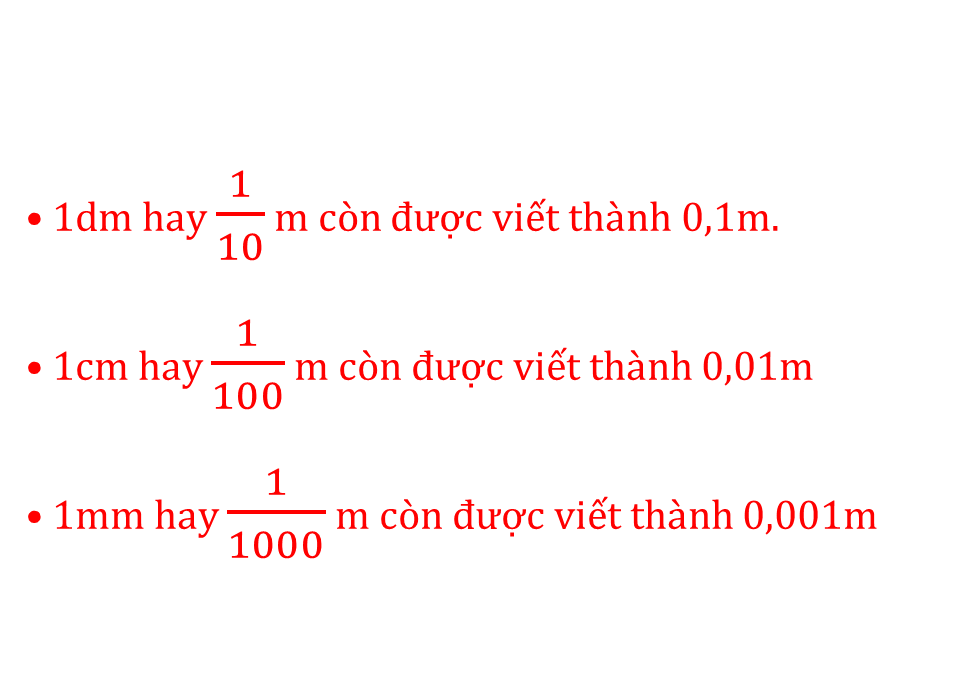 • 1dm hay 1/10 m còn được viết thành 0,1m.
• 1cm hay 1/100 m còn được viết thành 0,01m
• 1mm hay 1/1000 m còn được viết thành 0,001m